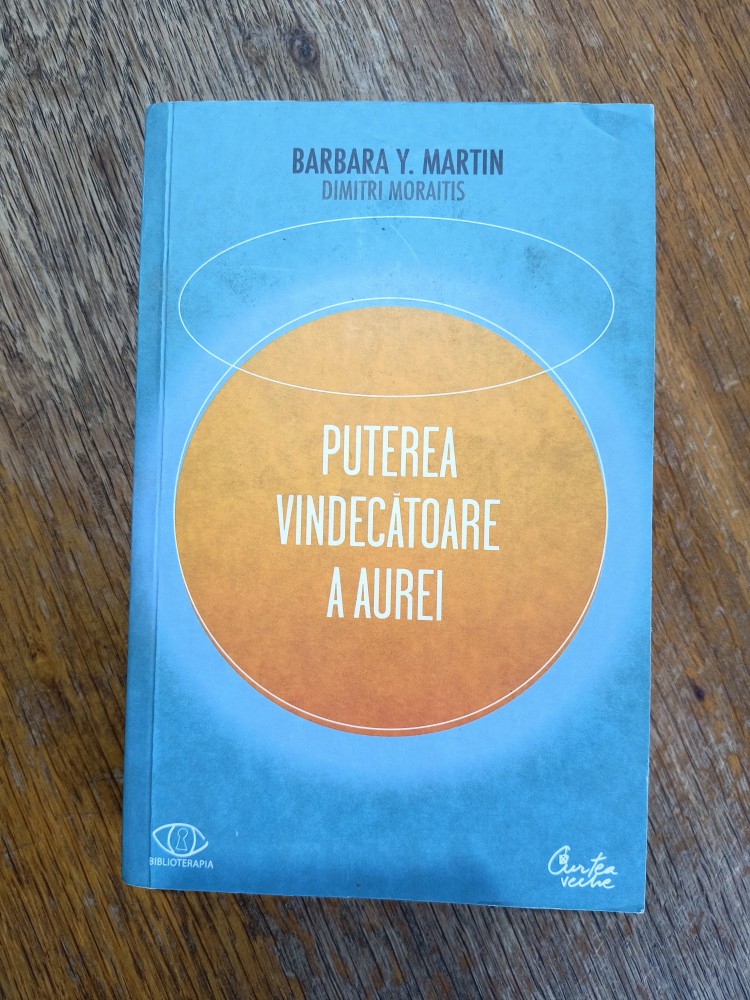 BARBARA Y. MARTIN
DIMITRI MORAITIS
PUTEREA
VINDECĂTOARE
A AUREI
BIBLIOTERAPIA
Curtea
veche